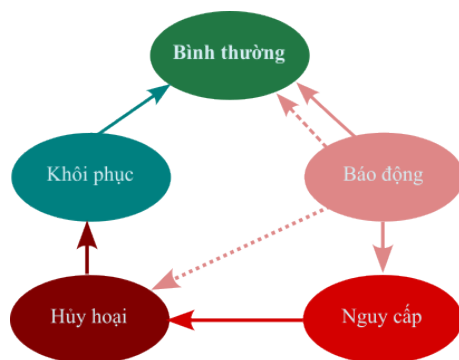 Bình thường
Khôi phục
Báo động
Hủy hoại
Nguy cấp